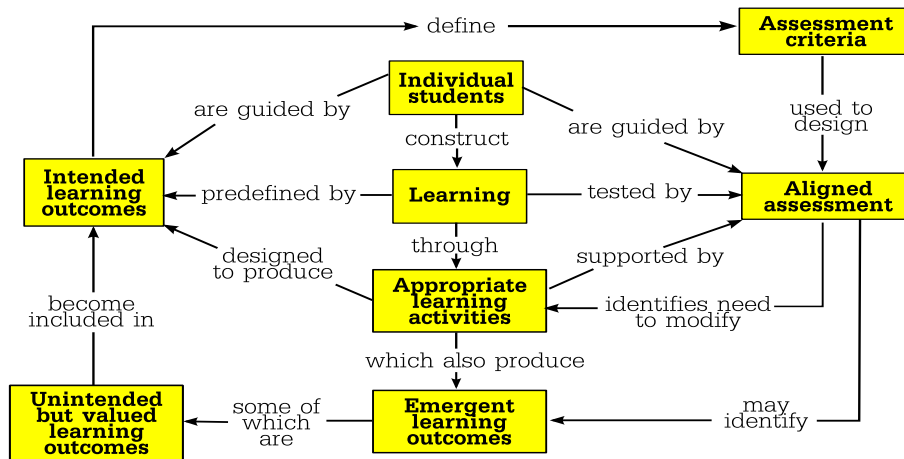 define
Assessment
criteria
Individual
students
are guided by
used to
design
are guided by
construct
Intended
learning
outcomes
predefined by
Learning
tested by
Aligned
assessment
designed
to produce
through
supported by
Appropriate
learning
activities
identifies need
to modify
become
included in
which also produce
Unintended
but valued
learning
outcomes
some of
which
are
Emergent
learning
outcomes
may
identify